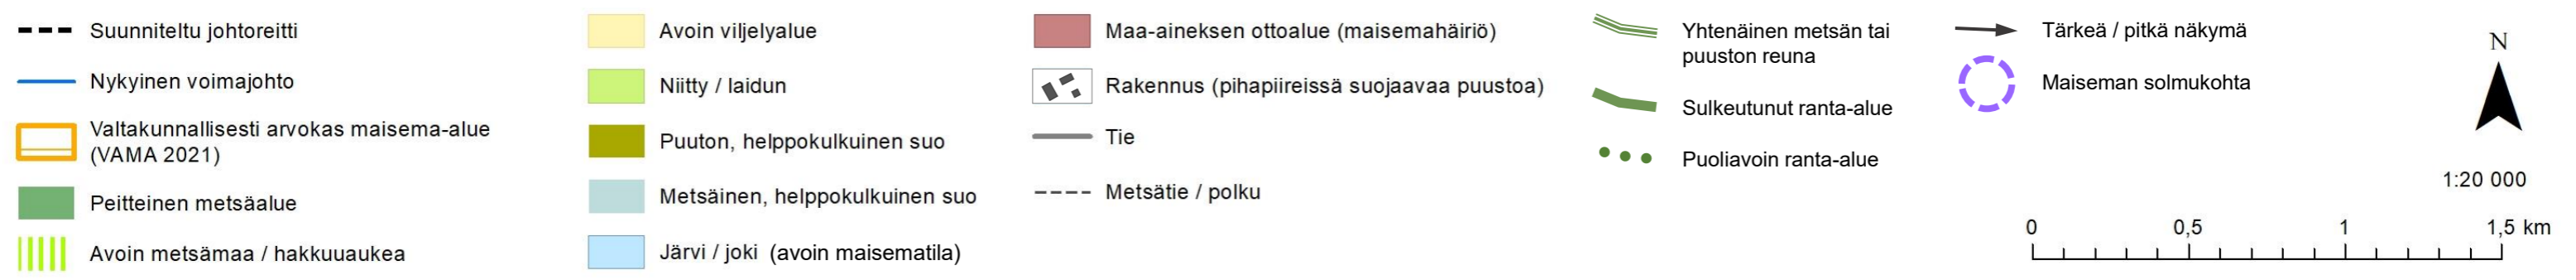 Suunniteltu johtoreitti
Nykyinen voimajohto
Valtakunnallisesti arvokas maisema-alue
(VAMA 2021)
Peitteinen metsäalue
Avoin metsämaa / hakkuuaukea
Avoin viljelyalue
Niitty / laidun
Puuton, helppokulkuinen suo
Metsäinen, helppokulkuinen suo
Järvi / joki (avoin maisematila)
Maa-aineksen ottoalue (maisemahäiriö)
Rakennus (pihapiireissä suojaavaa puustoa)
Tie
Metsätie / polku
Yhtenäinen metsän tai
puuston reuna
Sulkeutunut ranta-alue
Puoliavoin ranta-alue
Tärkeä / pitkä näkymä
Maiseman solmukohta
N
1:20 000
0 0,5 1 1,5 km